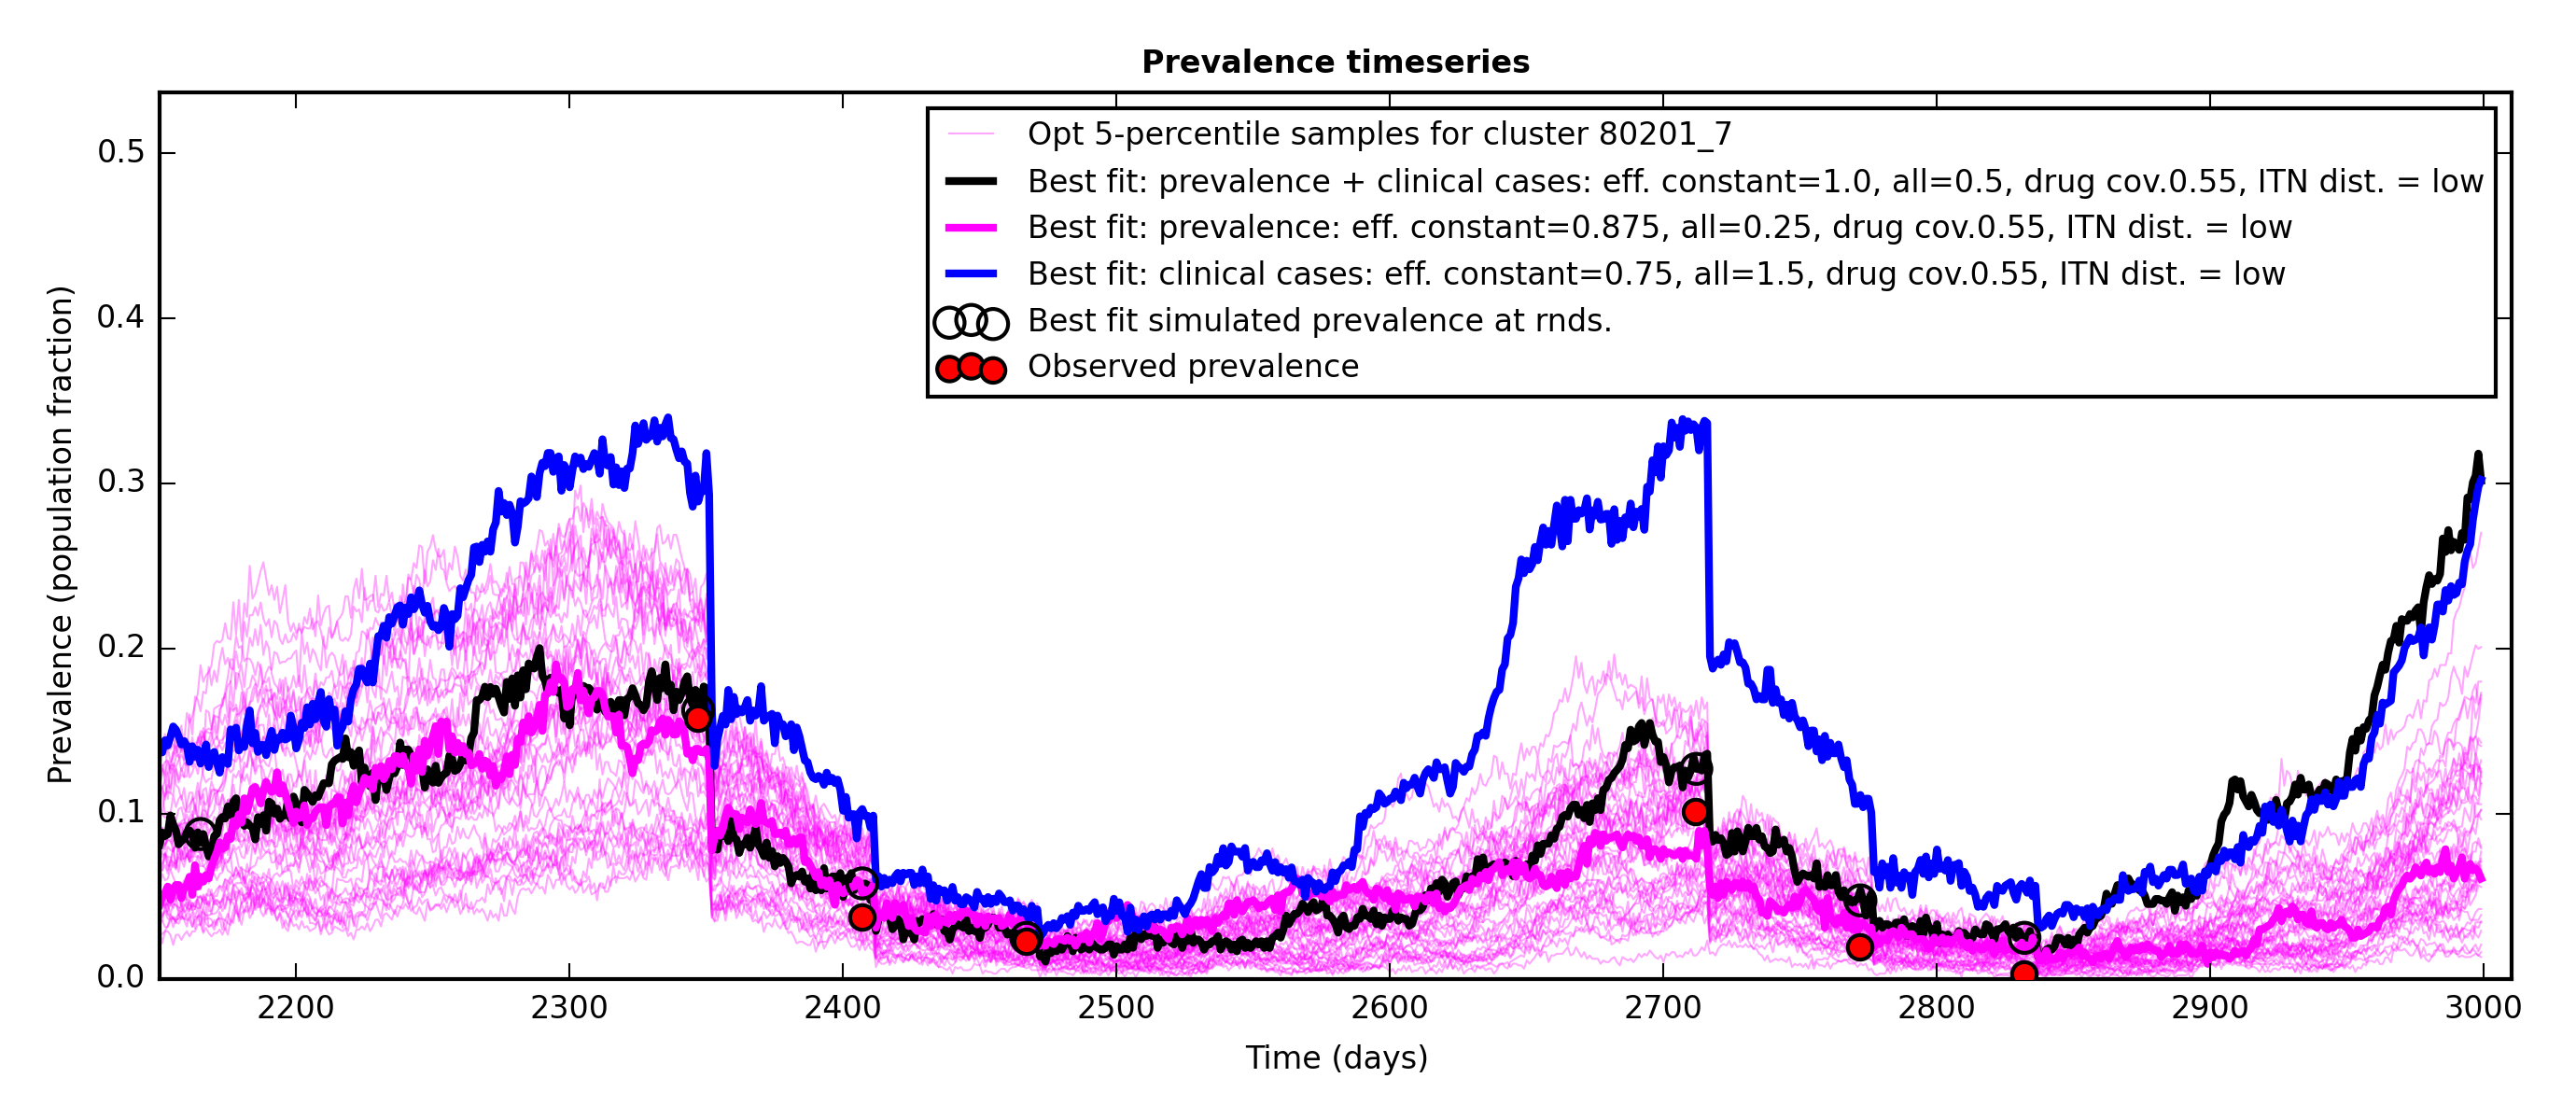 Prevalence timeseries
Opt 5-percentile samples for cluster 80201_7
Best fit: prevalence + clinical cases: eff. constant=1.0, all=0.5, drug cov.0.55, ITN dist. = low
Best fit: prevalence: eff. constant=0.875, all=0.25, drug cov.0.55, ITN dist. = low
Best fit: clinical cases: eff. constant=0.75, all=1.5, drug cov.0.55, ITN dist. = low
Best fit simulated prevalence at rnds.
Observed prevalence
Prevalence (population fraction)
0.5
0.4
0.3
0.2
0.1
0.0
2200 2300 2400 2500 2600 2700 2800 2900 3000
Time (days)